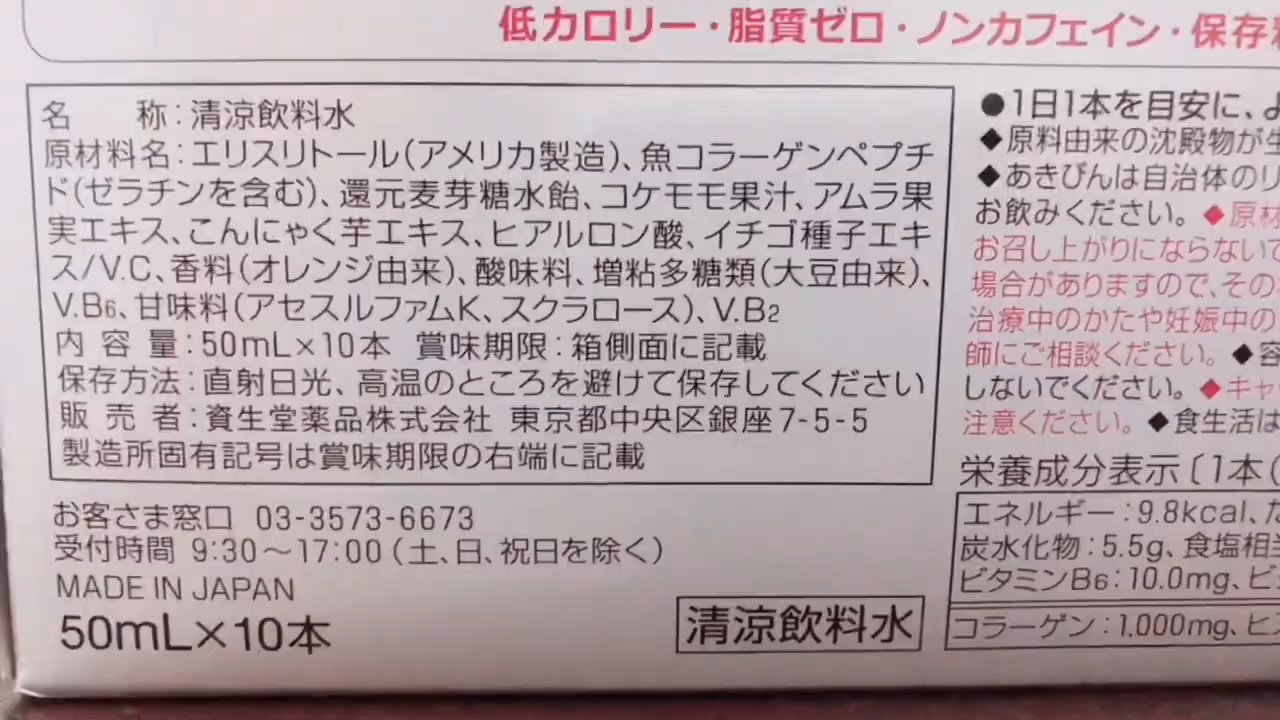 低カロリー・脂質ゼロ・ノンカフェイン・保存
名　　称：清涼飲料水
原材料名：エリスリトール（アメリカ製造）、魚コラーゲンペプチ
ド（ゼラチンを含む）、還元麦芽糖水飴、コケモモ果汁、アムラ果
実エキス、こんにゃく芋エキス、ヒアルロン酸、イチゴ種子エキ
ス/V.C、香料（オレンジ由来）、酸味料、増粘多糖類（大豆由来）、
V.B6、甘味料（アセスルファムK、スクラロース）、V.B2
内 容 量：50mL×10本　賞味期限：箱側面に記載
保存方法：直射日光、高温のところを避けて保存してください
販 売 者：資生堂薬品株式会社 東京都中央区銀座7-5-5
製造所固有記号は賞味期限の右端に記載
お客さま窓口 03-3573-6673
受付時間 9:30～17:00（土、日、祝日を除く）
MADE IN JAPAN
50mL×10本
清涼飲料水
●1日1本を目安に、よ
◆原料由来の沈殿物が生
◆あきびんは自治体のリ
お飲みください。◆原材
お召し上がりにならないで
場合がありますので、その
治療中のかたや妊娠中の
師にご相談ください。◆容
しないでください。◆キャ
注意ください。◆食生活は
栄養成分表示〔1本（
エネルギー：9.8kcal、た
炭水化物：5.5g、食塩相当
ビタミンB6：10.0mg、ビ
コラーゲン：1,000mg、ヒ